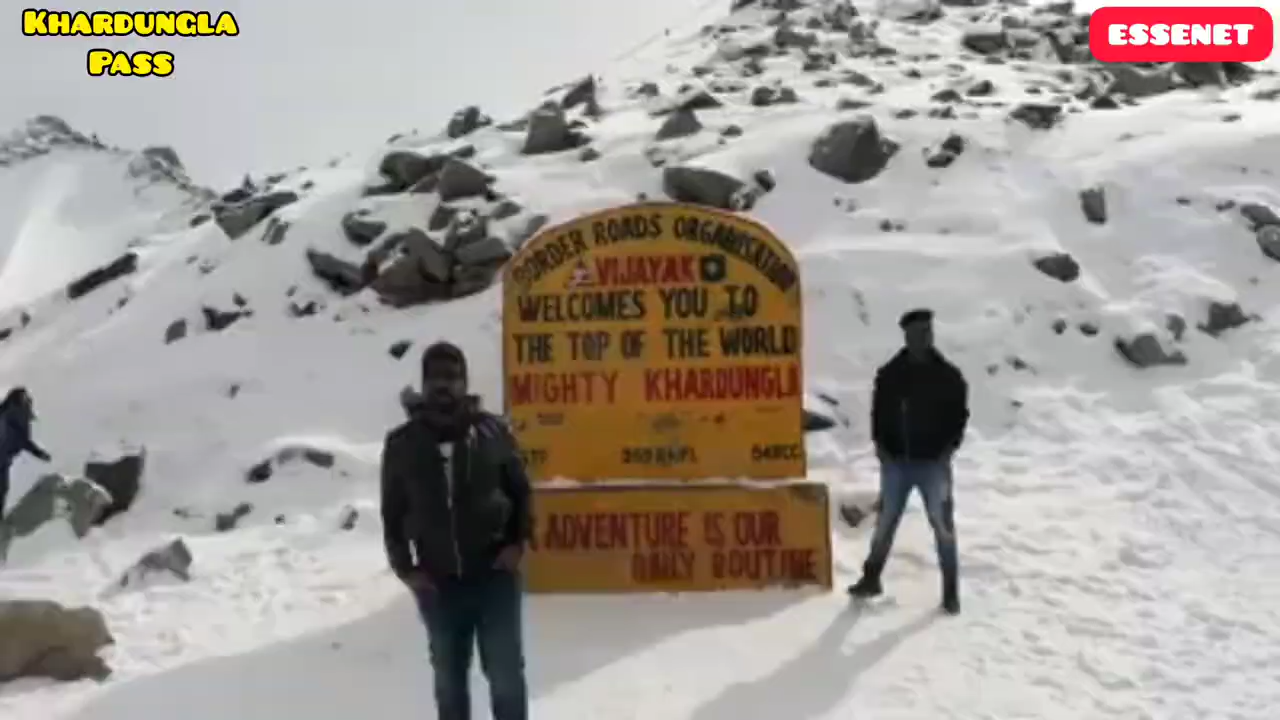 KHARDUNGLA
PASS
ESSENET
BORDER ROADS ORGANISATION
VIJAYAK
WELCOMES YOU TO
THE TOP OF THE WORLD
MIGHTY KHARDUNGLA
ADVENTURE IS OUR
DAILY ROUTINE